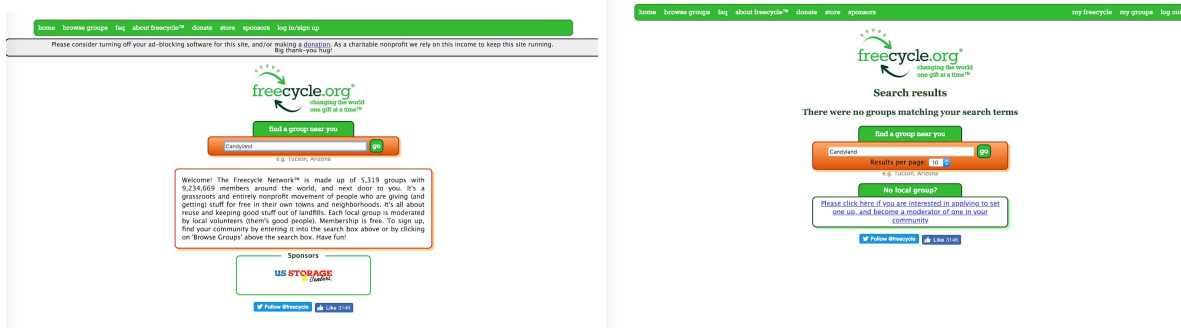 home browse groups faq about freecycle™ donate store sponsors log in/sign up
Please consider turning off your ad-blocking software for this site, and/or making a donation. As a charitable nonprofit we rely on this income to keep this site running.
Big thank-you hug!
freecycle.org®
changing the world
one gift at a time™
find a group near you
Candyland
go
e.g. Tucson, Arizona
Welcome! The Freecycle Network™ is made up of 5,319 groups with
9,234,669 members around the world, and next door to you. It's a
grassroots and entirely nonprofit movement of people who are giving (and
getting) stuff for free in their own towns and neighborhoods. It's all about
reuse and keeping good stuff out of landfills. Each local group is moderated
by local volunteers (them's good people). Membership is free. To sign up,
find your community by entering it into the search box above or by clicking
on 'Browse Groups' above the search box. Have fun!
Sponsors
US STORAGE
Centers
Follow @freecycle
Like 314K
home browse groups faq about freecycle™ donate store sponsors my freecycle my groups log out
freecycle.org®
changing the world
one gift at a time™
Search results
There were no groups matching your search terms
find a group near you
Candyland
go
Results per page: 10
e.g. Tucson, Arizona
No local group?
Please click here if you are interested in applying to set
one up, and become a moderator of one in your
community
Follow @freecycle
Like 314K